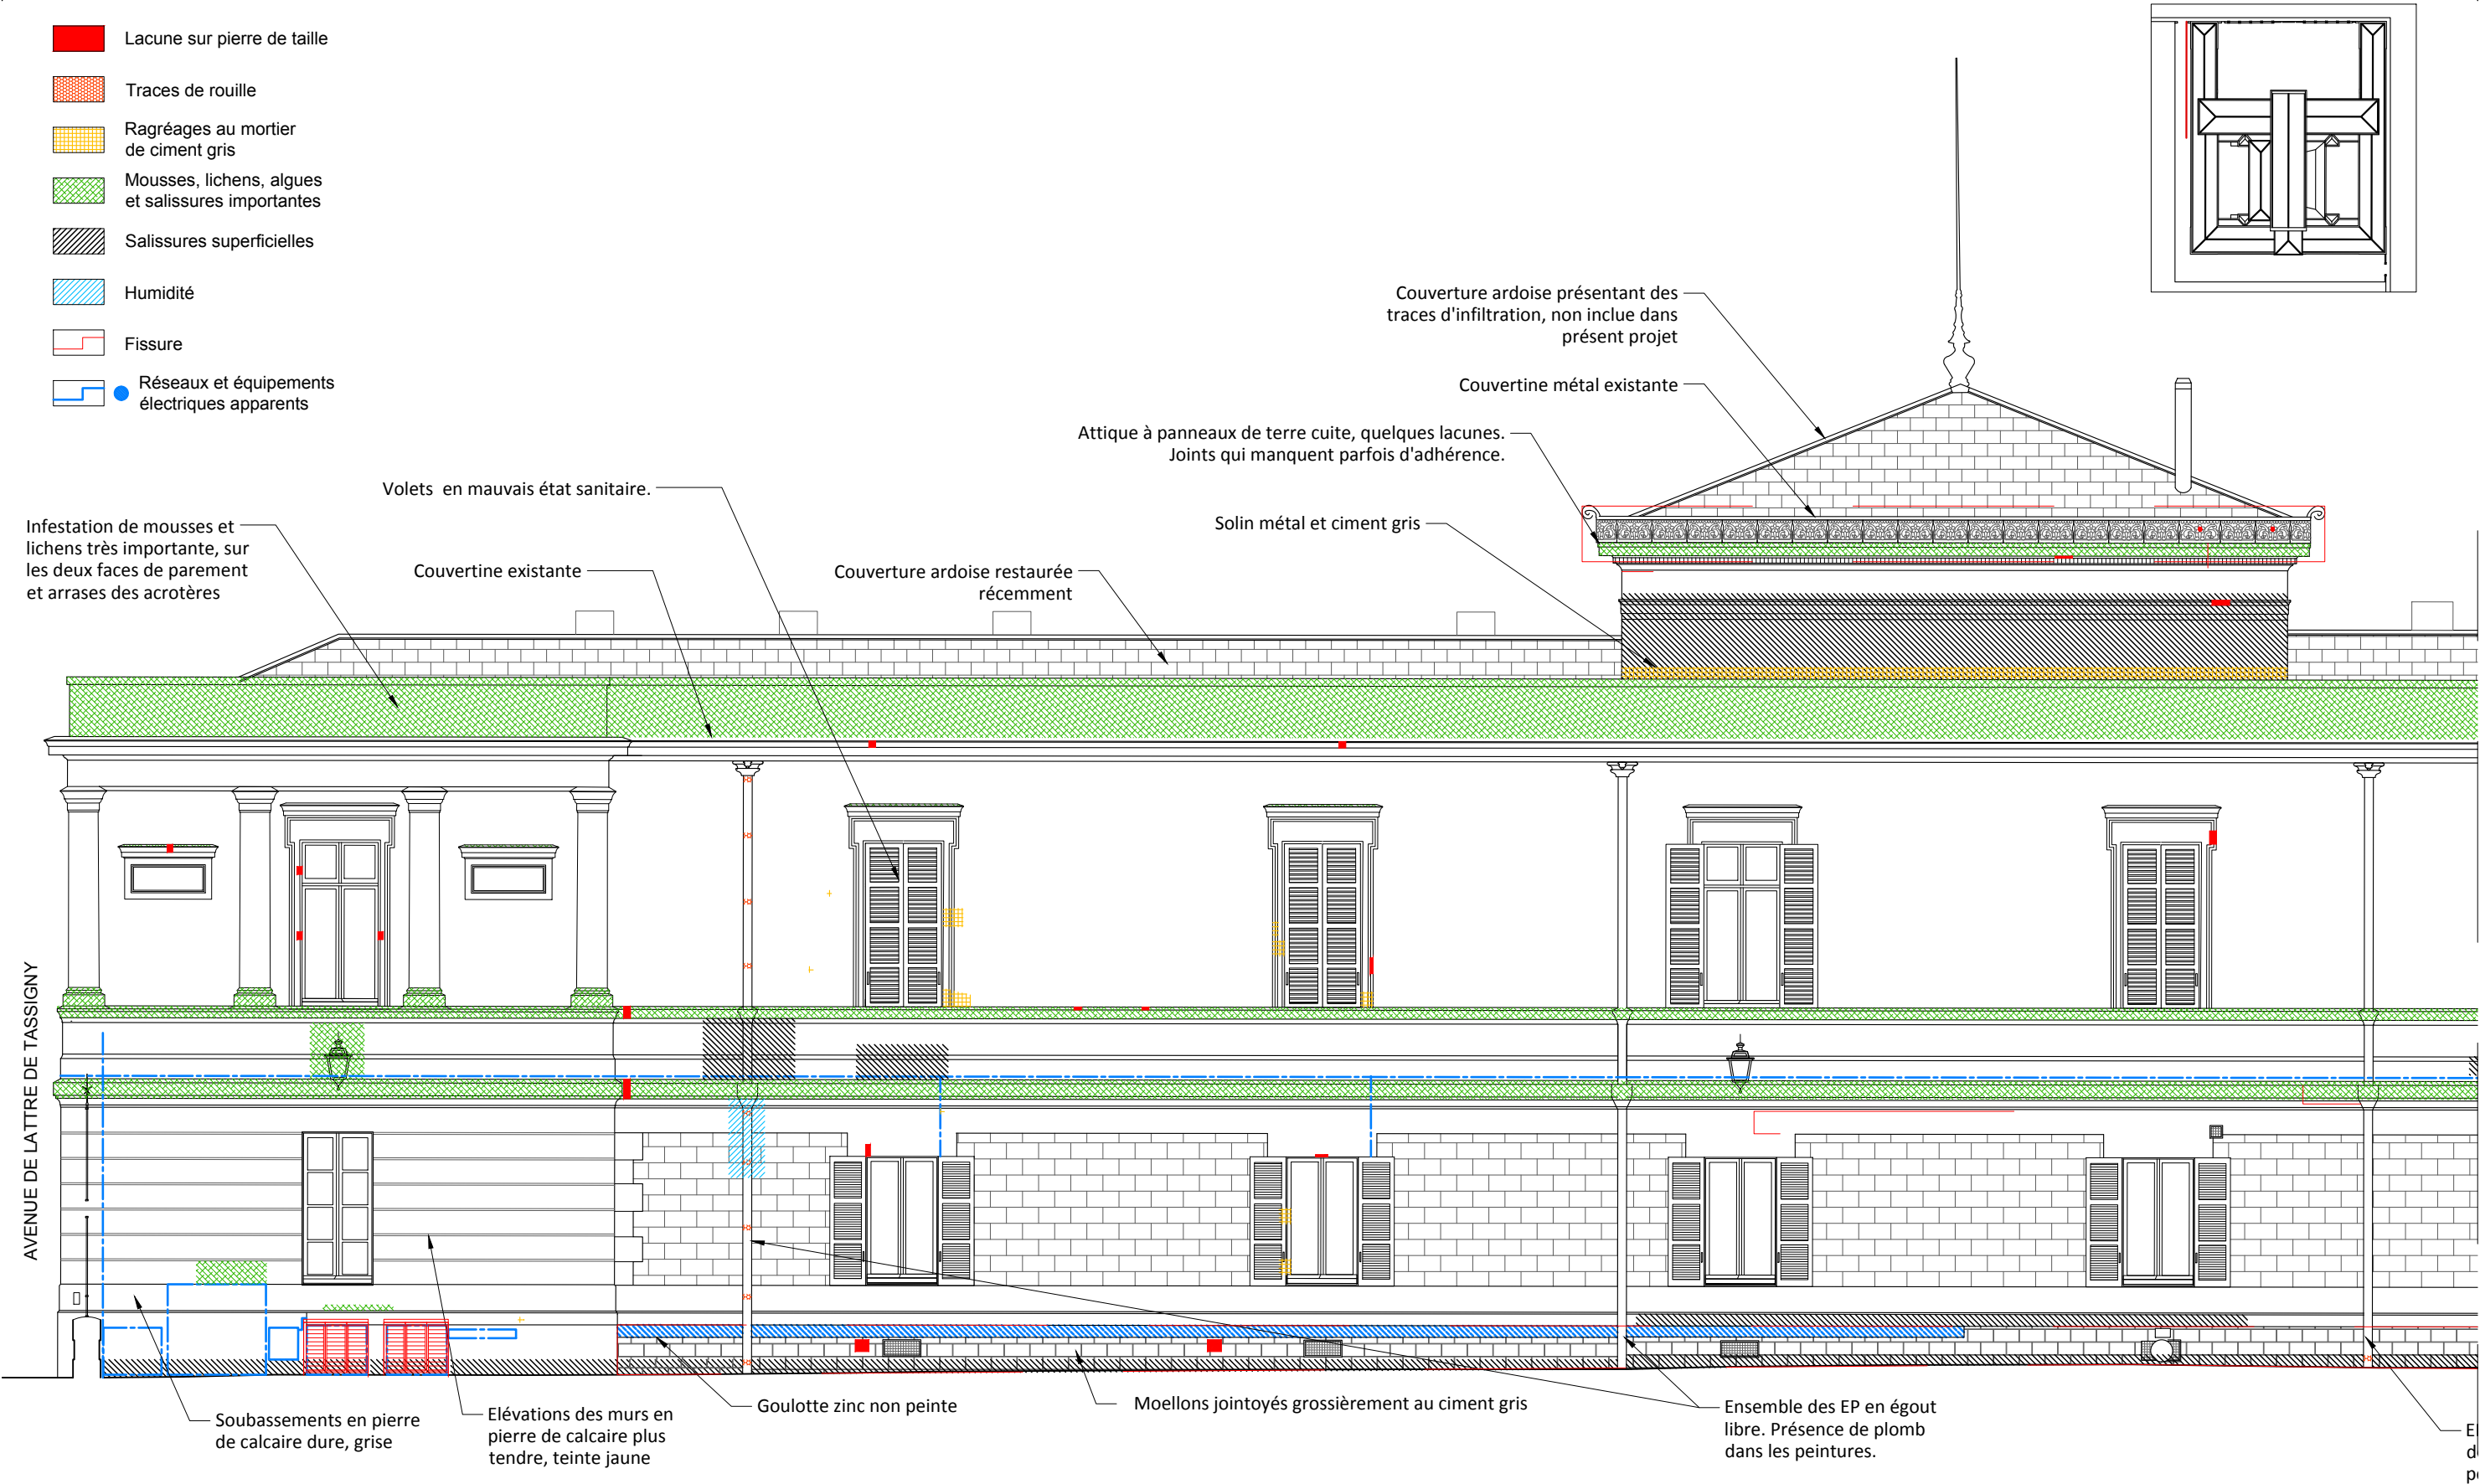 Lacune sur pierre de taille
Traces de rouille
Ragréages au mortier
de ciment gris
Mousses, lichens, algues
et salissures importantes
Salissures superficielles
Humidité
Fissure
Réseaux et équipements
électriques apparents
Couverture ardoise présentant des
traces d'infiltration, non inclue dans
présent projet
Couvertine métal existante
Attique à panneaux de terre cuite, quelques lacunes.
Joints qui manquent parfois d'adhérence.
Volets en mauvais état sanitaire.
Solin métal et ciment gris
Infestation de mousses et
lichens très importante, sur
les deux faces de parement
et arrases des acrotères
Couvertine existante
Couverture ardoise restaurée
récemment
AVENUE DE LATTRE DE TASSIGNY
Soubassements en pierre
de calcaire dure, grise
Elévations des murs en
pierre de calcaire plus
tendre, teinte jaune
Goulotte zinc non peinte
Moellons jointoyés grossièrement au ciment gris
Ensemble des EP en égout
libre. Présence de plomb
dans les peintures.